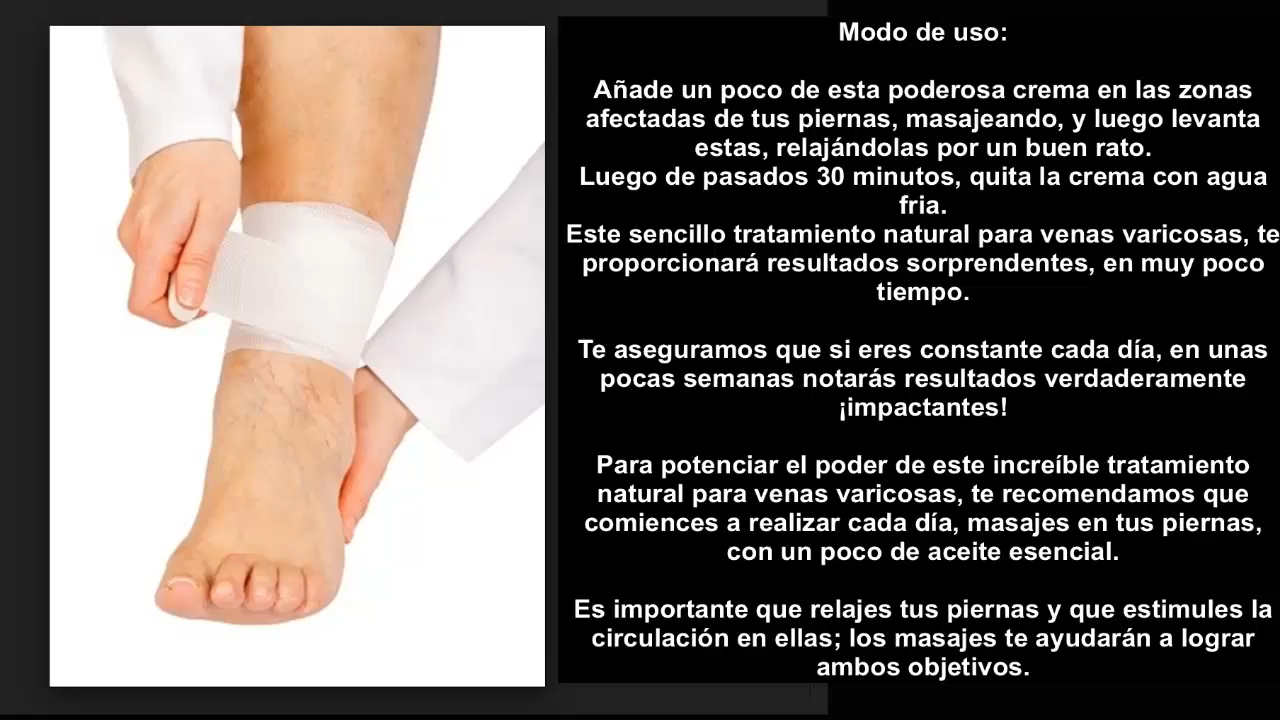 Modo de uso:
Añade un poco de esta poderosa crema en las zonas
afectadas de tus piernas, masajeando, y luego levanta
estas, relajándolas por un buen rato.
Luego de pasados 30 minutos, quita la crema con agua
fria.
Este sencillo tratamiento natural para venas varicosas, te
proporcionará resultados sorprendentes, en muy poco
tiempo.
Te aseguramos que si eres constante cada día, en unas
pocas semanas notarás resultados verdaderamente
¡impactantes!
Para potenciar el poder de este increíble tratamiento
natural para venas varicosas, te recomendamos que
comiences a realizar cada día, masajes en tus piernas,
con un poco de aceite esencial.
Es importante que relajes tus piernas y que estimules la
circulación en ellas; los masajes te ayudarán a lograr
ambos objetivos.